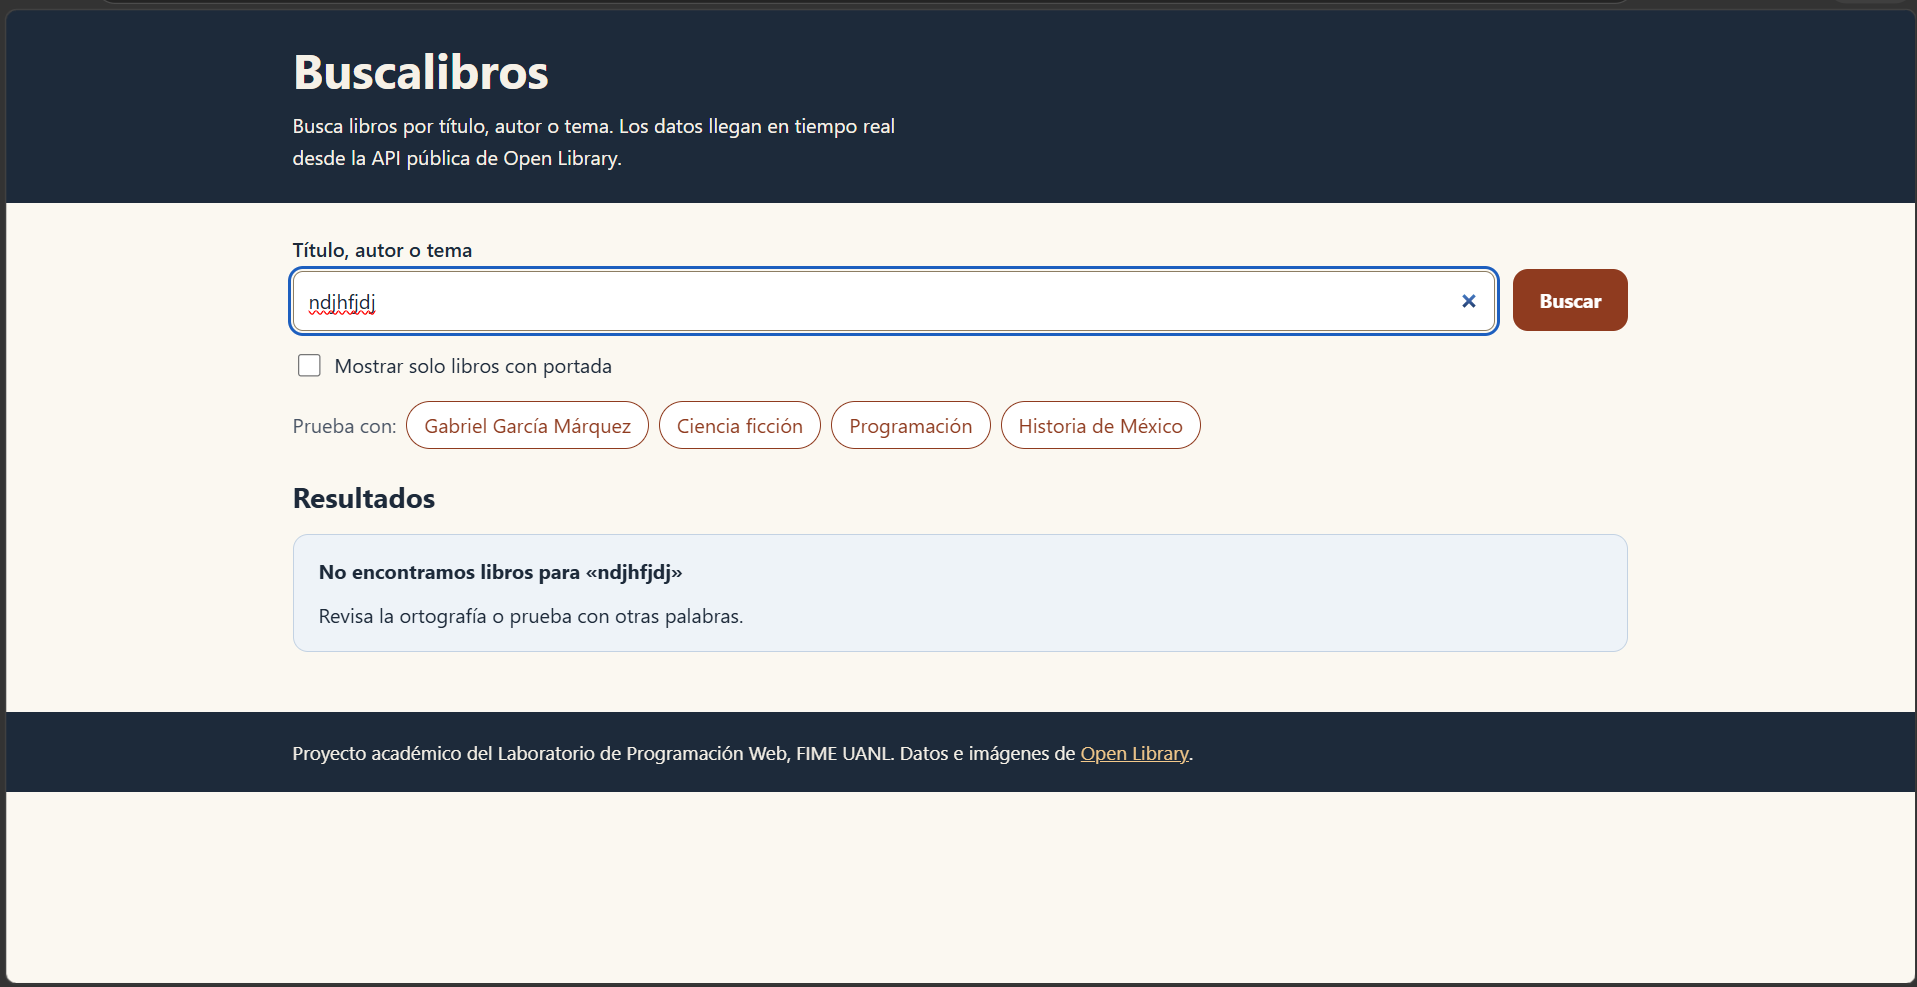 Buscalibros
Busca libros por título, autor o tema. Los datos llegan en tiempo real
desde la API pública de Open Library.
Título, autor o tema
ndjhfjdj
Buscar
Mostrar solo libros con portada
Prueba con: Gabriel García Márquez Ciencia ficción Programación Historia de México
Resultados
No encontramos libros para «ndjhfjdj»
Revisa la ortografía o prueba con otras palabras.
Proyecto académico del Laboratorio de Programación Web, FIME UANL. Datos e imágenes de Open Library.